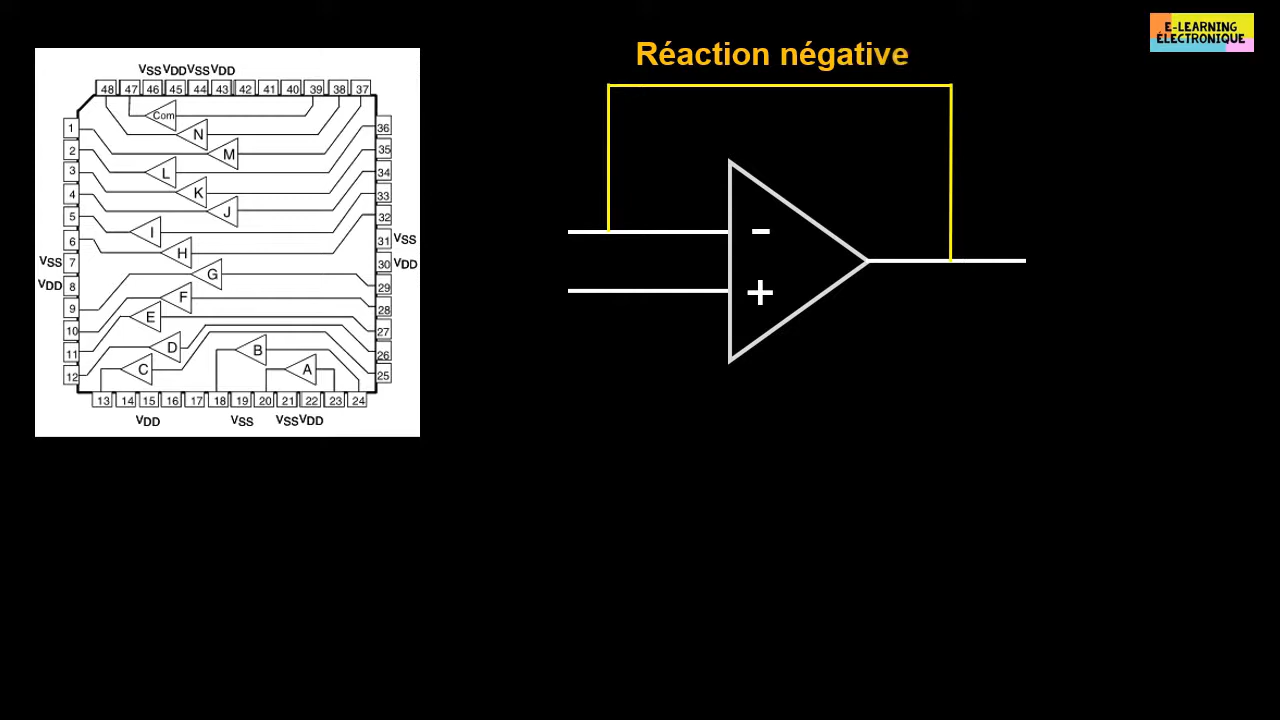 E-LEARNING
ÉLECTRONIQUE
Réaction négative
VSS VDD VSS VDD
48 47 46 45 44 43 42 41 40 39 38 37
Com
N
M
L
K
J
I
H
G
F
E
D
C
B
A
1
2
3
4
5
6
VSS 7
VDD 8
9
10
11
12
36
35
34
33
32
31 VSS
30 VDD
29
28
27
26
25
13 14 15 16 17 18 19 20 21 22 23 24
VDD VSS VSS VDD
-
+